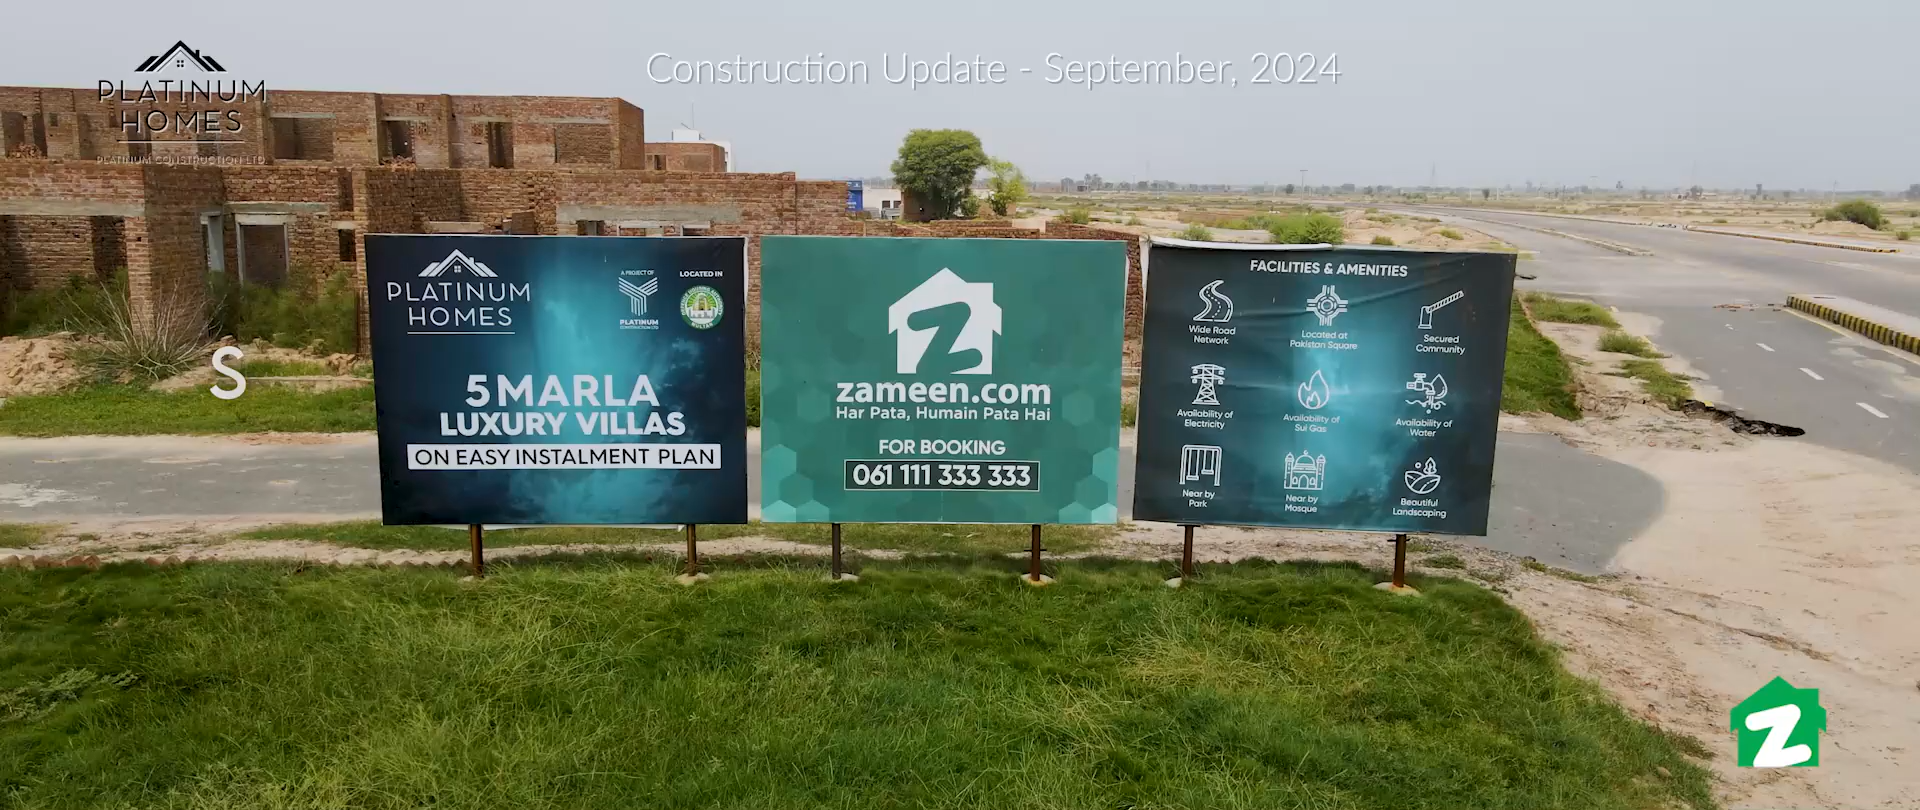 PLATINUM
HOMES
PLATINUM CONSTRUCTION LTD
Construction Update - September, 2024
S
PLATINUM
HOMES
A PROJECT OF
PLATINUM
CONSTRUCTION LTD
LOCATED IN
MULTAN
5 MARLA
LUXURY VILLAS
ON EASY INSTALMENT PLAN
zameen.com
Har Pata, Humain Pata Hai
FOR BOOKING
061 111 333 333
FACILITIES & AMENITIES
Wide Road
Network
Located at
Pakistan Square
Secured
Community
Availability of
Electricity
Availability of
Sui Gas
Availability of
Water
Near by
Park
Near by
Mosque
Beautiful
Landscaping